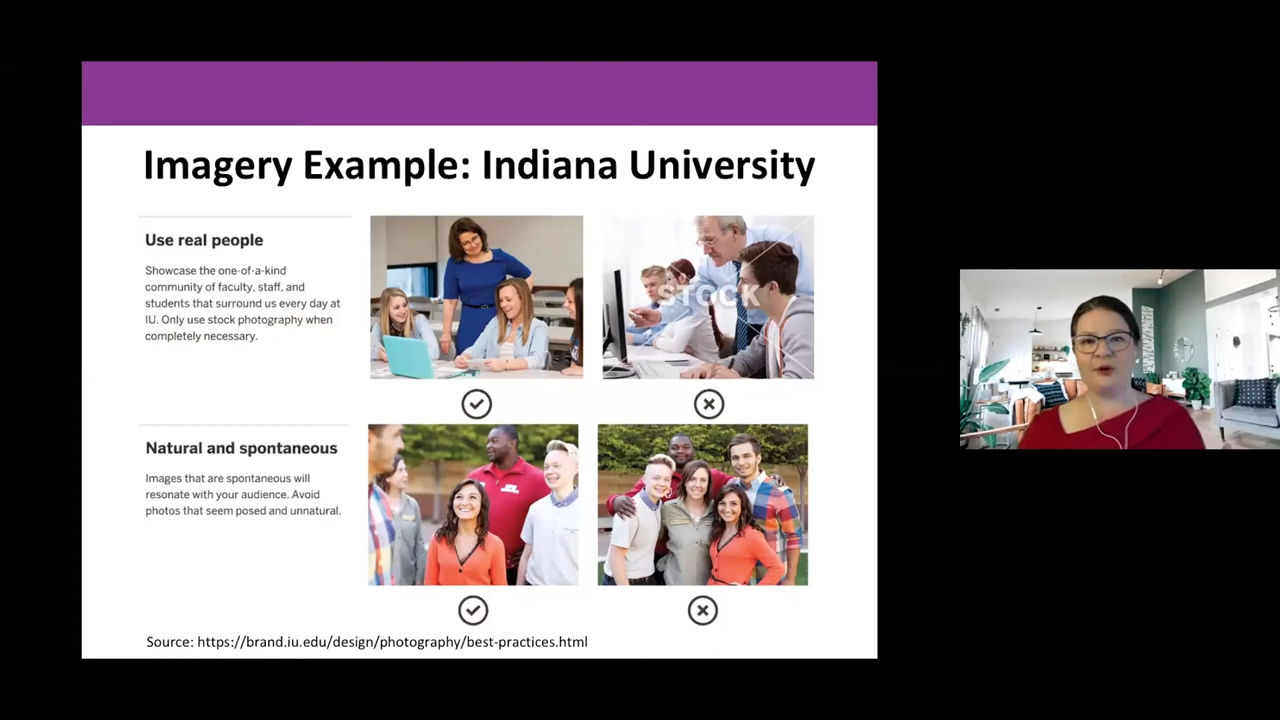 Imagery Example: Indiana University
Use real people
Showcase the one-of-a-kind
community of faculty, staff, and
students that surround us every day at
IU. Only use stock photography when
completely necessary.
STOCK
Natural and spontaneous
Images that are spontaneous will
resonate with your audience. Avoid
photos that seem posed and unnatural.
Source: https://brand.iu.edu/design/photography/best-practices.html